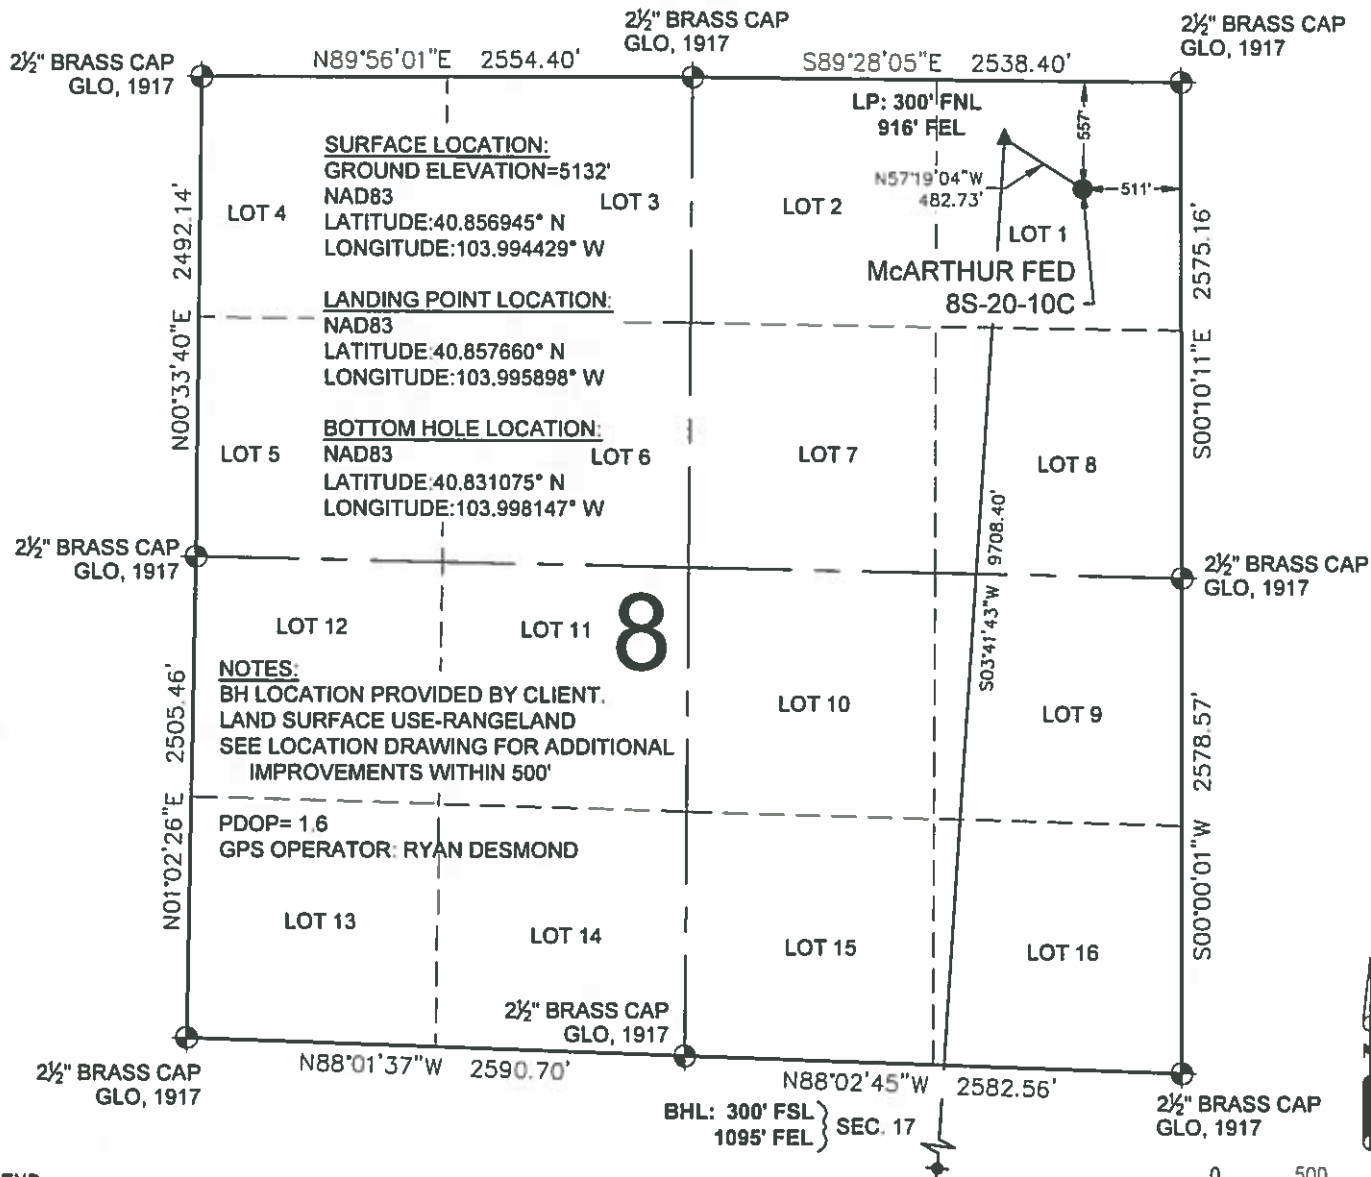 2½" BRASS CAP
GLO, 1917
2½" BRASS CAP
GLO, 1917
2½" BRASS CAP
GLO, 1917
N89°56'01"E 2554.40'
S89°28'05"E 2538.40'
LP: 300' FNL
916' FEL
557'
SURFACE LOCATION:
GROUND ELEVATION=5132'
NAD83
LATITUDE:40.856945° N
LONGITUDE:103.994429° W
N57°19'04"W
482.73'
511'
LOT 4
LOT 3
LOT 2
LOT 1
N00°33'40"E 2492.14'
S00°10'11"E 2575.16'
McARTHUR FED
8S-20-10C
LANDING POINT LOCATION:
NAD83
LATITUDE:40.857660° N
LONGITUDE:103.995898° W
BOTTOM HOLE LOCATION:
NAD83
LATITUDE:40.831075° N
LONGITUDE:103.998147° W
LOT 5
LOT 6
LOT 7
LOT 8
2½" BRASS CAP
GLO, 1917
2½" BRASS CAP
GLO, 1917
S03°41'43"W 9708.40'
8
LOT 12
LOT 11
LOT 10
LOT 9
NOTES:
BH LOCATION PROVIDED BY CLIENT.
LAND SURFACE USE-RANGELAND
SEE LOCATION DRAWING FOR ADDITIONAL
IMPROVEMENTS WITHIN 500'
N01°02'26"E 2505.46'
S00°00'01"W 2578.57'
PDOP= 1.6
GPS OPERATOR: RYAN DESMOND
LOT 13
LOT 14
LOT 15
LOT 16
2½" BRASS CAP
GLO, 1917
2½" BRASS CAP
GLO, 1917
N88°01'37"W 2590.70'
N88°02'45"W 2582.56'
2½" BRASS CAP
GLO, 1917
BHL: 300' FSL
1095' FEL
SEC. 17
0 500